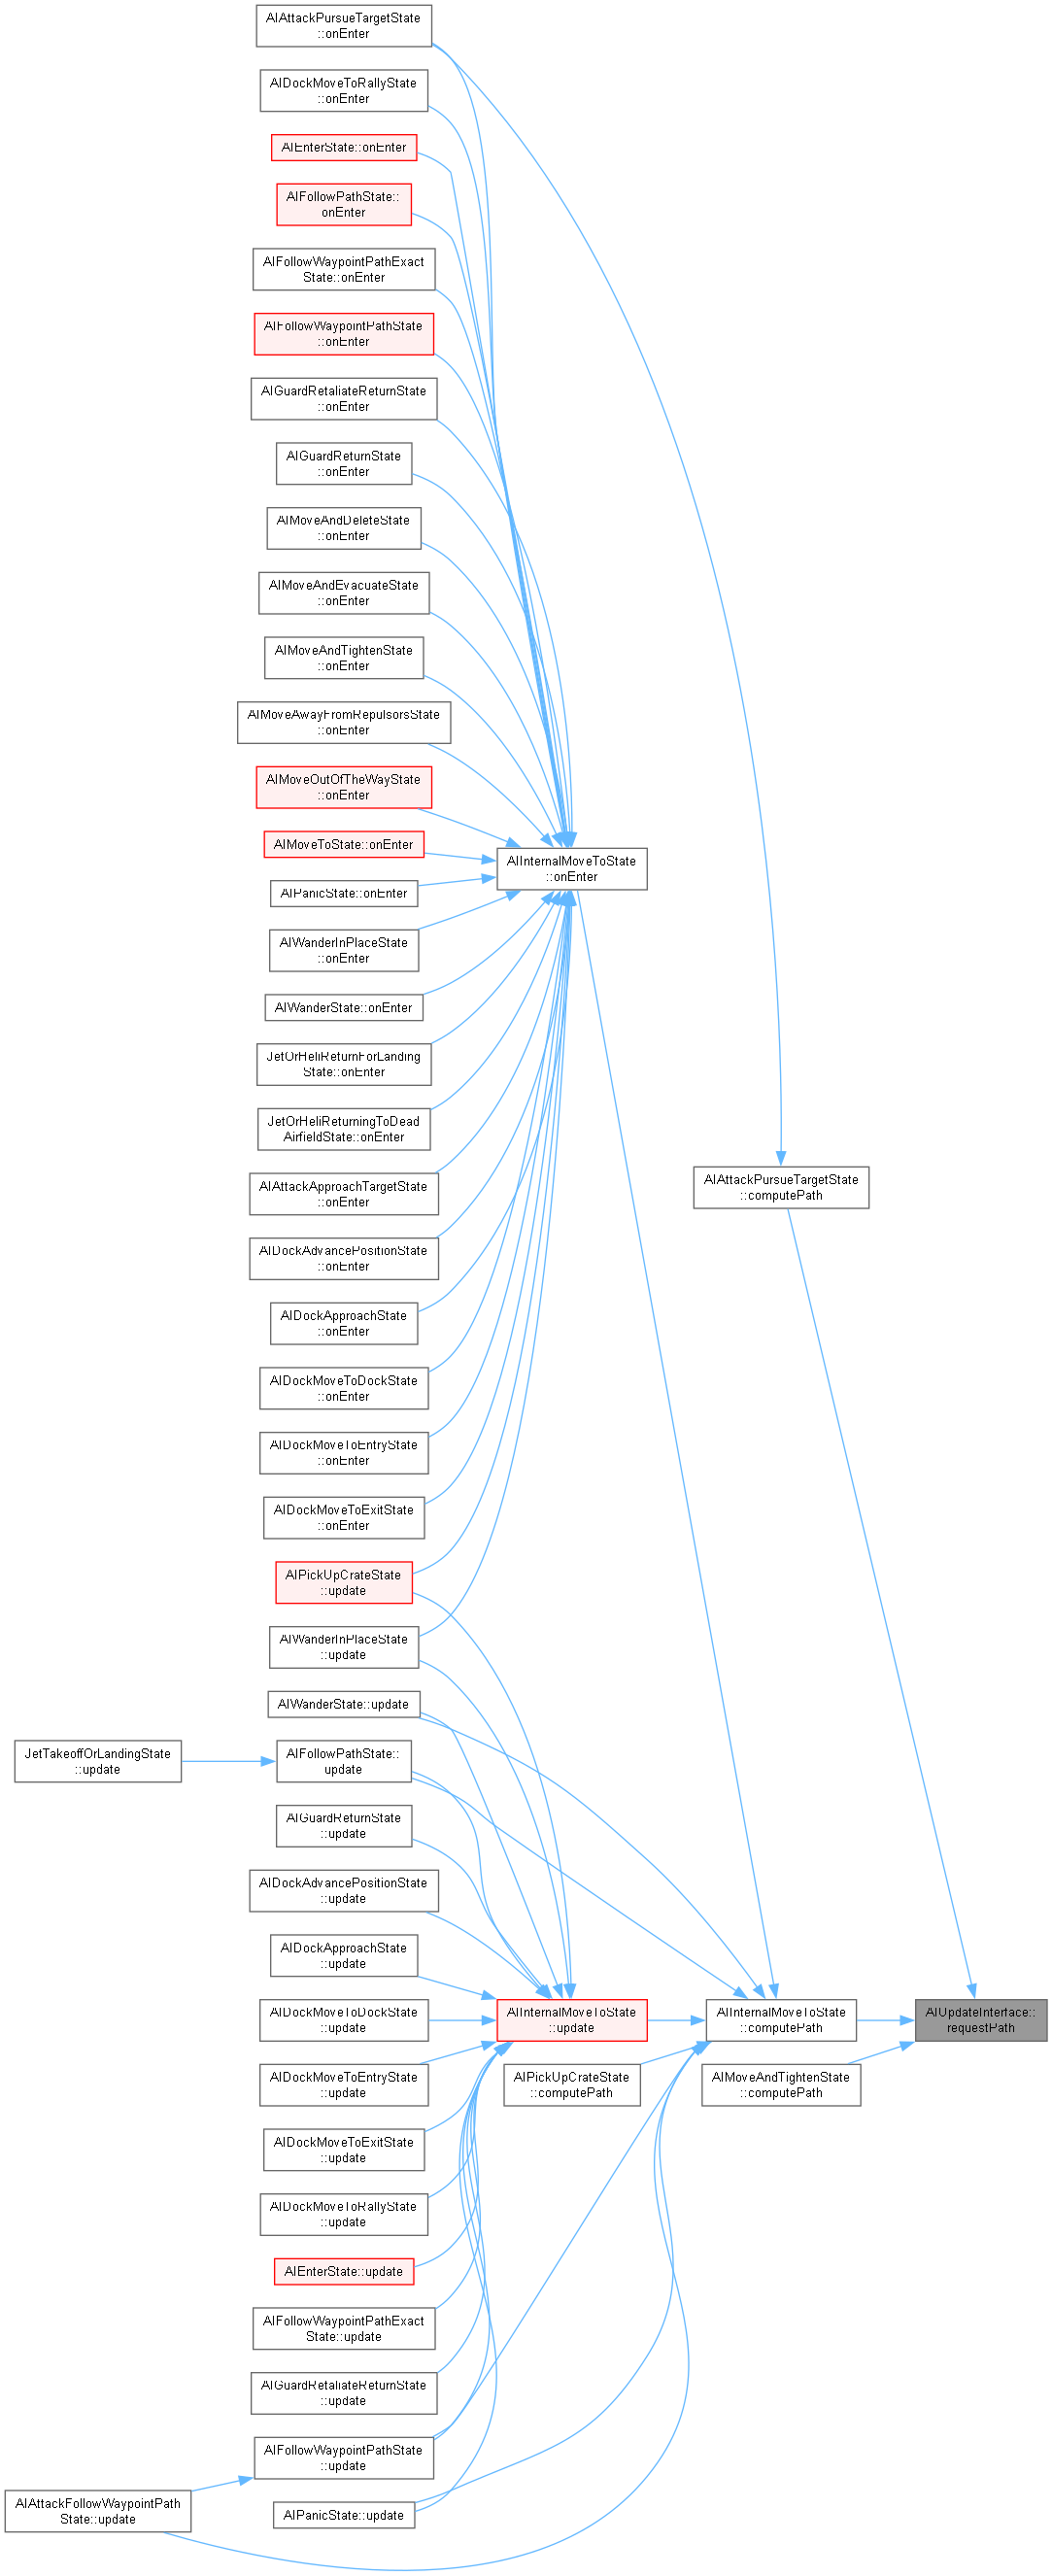 AIAttackPursueTargetState
::onEnter
AIDockMoveToRallyState
::onEnter
AIEnterState::onEnter
AIFollowPathState::
onEnter
AIFollowWaypointPathExact
State::onEnter
AIFollowWaypointPathState
::onEnter
AIGuardRetaliateReturnState
::onEnter
AIGuardReturnState
::onEnter
AIMoveAndDeleteState
::onEnter
AIMoveAndEvacuateState
::onEnter
AIMoveAndTightenState
::onEnter
AIMoveAwayFromRepulsorsState
::onEnter
AIMoveOutOfTheWayState
::onEnter
AIMoveToState::onEnter
AIInternalMoveToState
::onEnter
AIPanicState::onEnter
AIWanderInPlaceState
::onEnter
AIWanderState::onEnter
JetOrHeliReturnForLanding
State::onEnter
JetOrHeliReturningToDead
AirfieldState::onEnter
AIAttackApproachTargetState
::onEnter
AIAttackPursueTargetState
::computePath
AIDockAdvancePositionState
::onEnter
AIDockApproachState
::onEnter
AIDockMoveToDockState
::onEnter
AIDockMoveToEntryState
::onEnter
AIDockMoveToExitState
::onEnter
AIPickUpCrateState
::update
AIWanderInPlaceState
::update
AIWanderState::update
JetTakeoffOrLandingState
::update
AIFollowPathState::
update
AIGuardReturnState
::update
AIDockAdvancePositionState
::update
AIDockApproachState
::update
AIDockMoveToDockState
::update
AIInternalMoveToState
::update
AIInternalMoveToState
::computePath
AIUpdateInterface::
requestPath
AIDockMoveToEntryState
::update
AIPickUpCrateState
::computePath
AIMoveAndTightenState
::computePath
AIDockMoveToExitState
::update
AIDockMoveToRallyState
::update
AIEnterState::update
AIFollowWaypointPathExact
State::update
AIGuardRetaliateReturnState
::update
AIFollowWaypointPathState
::update
AIAttackFollowWaypointPath
State::update
AIPanicState::update